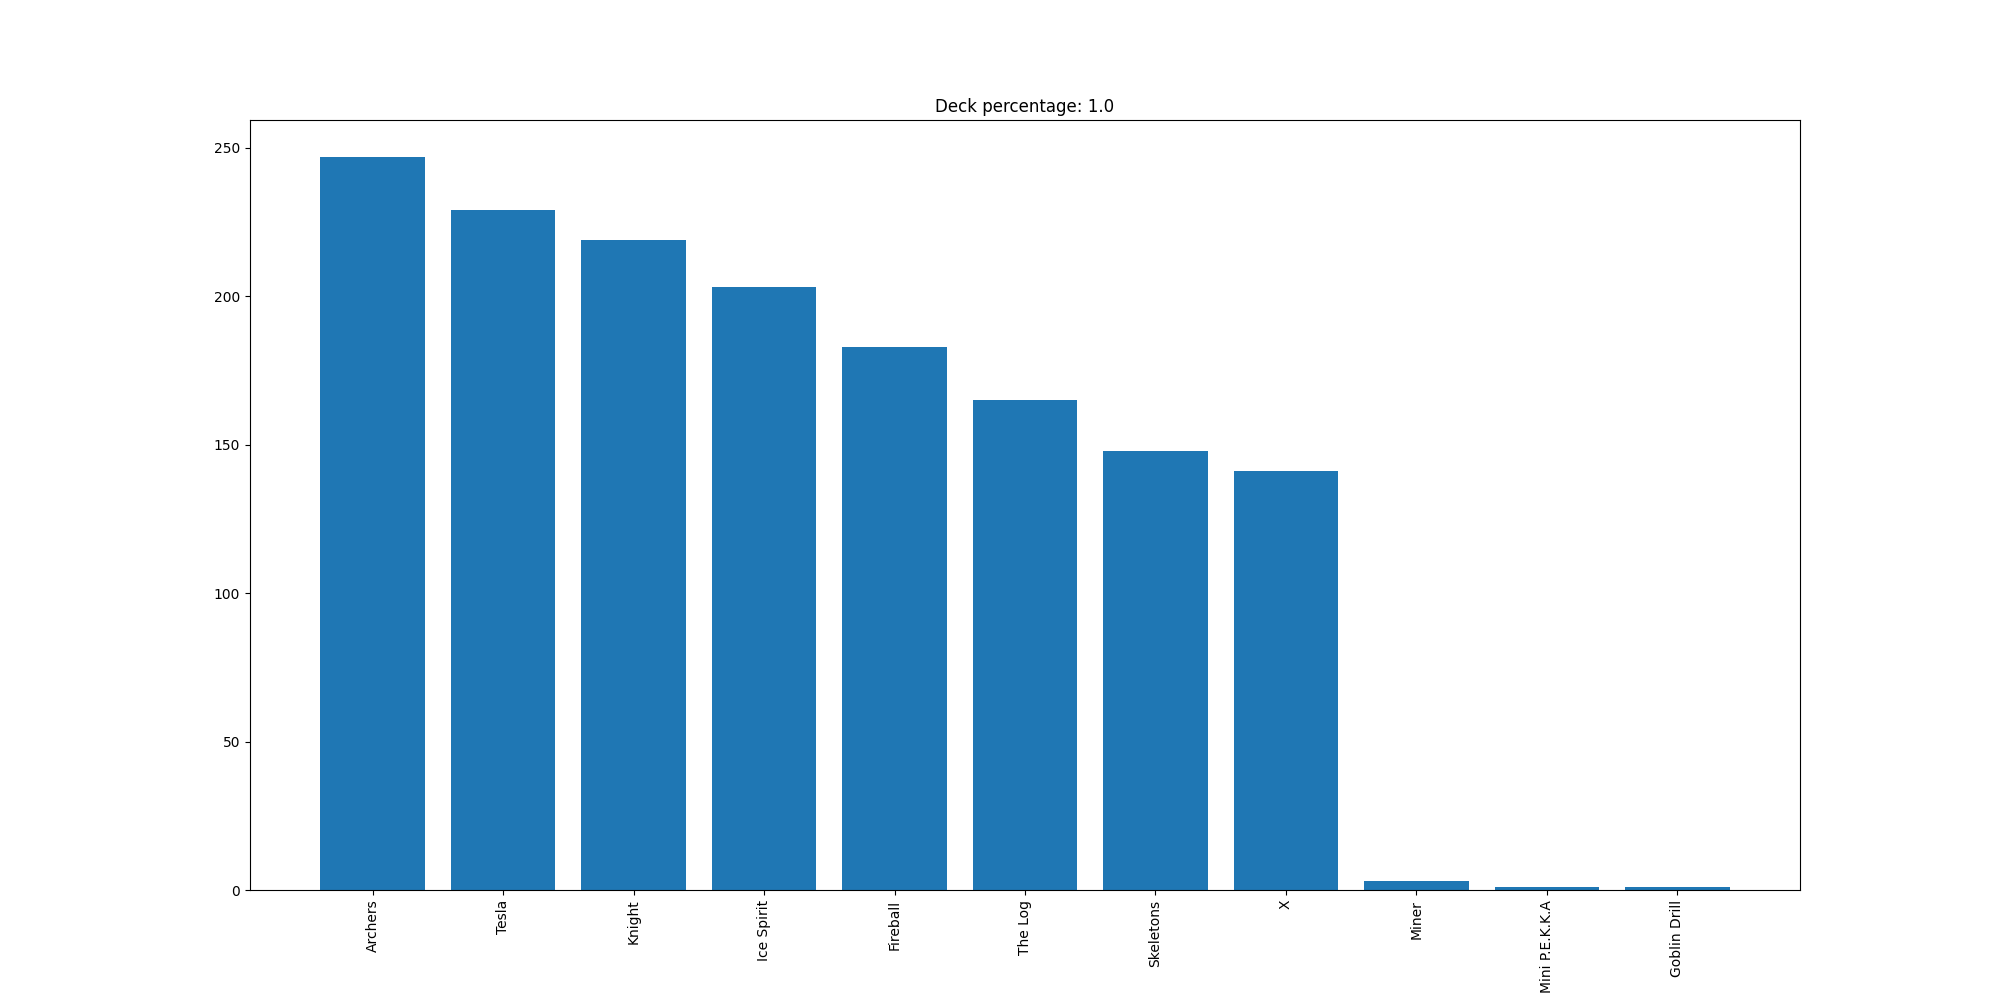 Deck percentage: 1.0
250
200
150
100
50
0
Archers
Tesla
Knight
Ice Spirit
Fireball
The Log
Skeletons
X
Miner
Mini P.E.K.K.A
Goblin Drill